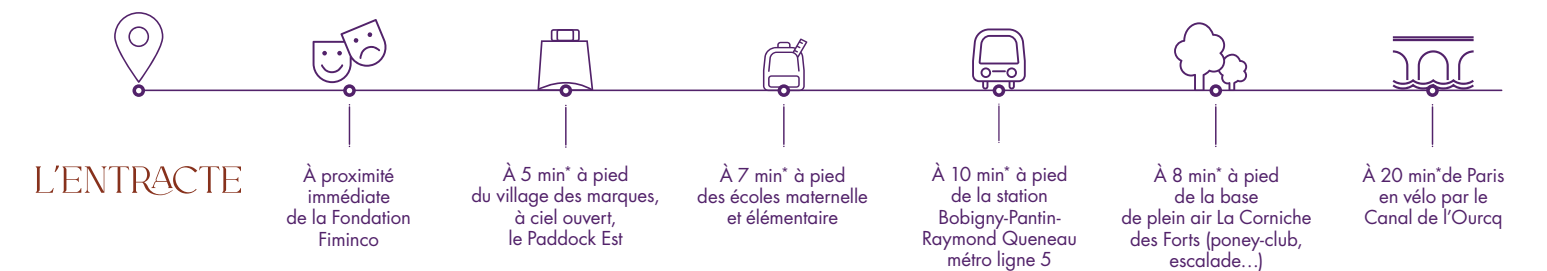 L'ENTRACTE
À proximité
immédiate
de la Fondation
Fiminco
À 5 min* à pied
du village des marques,
à ciel ouvert,
le Paddock Est
À 7 min* à pied
des écoles maternelle
et élémentaire
À 10 min* à pied
de la station
Bobigny-Pantin-
Raymond Queneau
métro ligne 5
À 8 min* à pied
de la base
de plein air La Corniche
des Forts (poney-club,
escalade...)
À 20 min*de Paris
en vélo par le
Canal de l'Ourcq